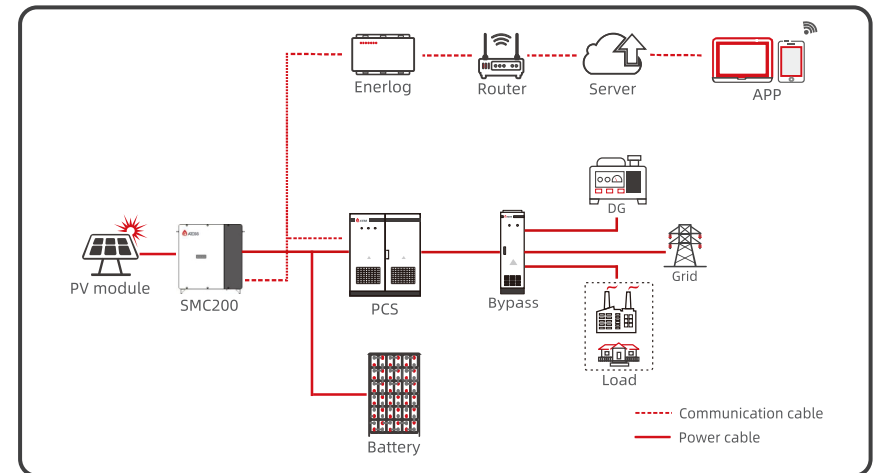 Enerlog
Router
Server
APP
DG
PV module
SMC200
PCS
Bypass
Grid
Load
Battery
Communication cable
Power cable